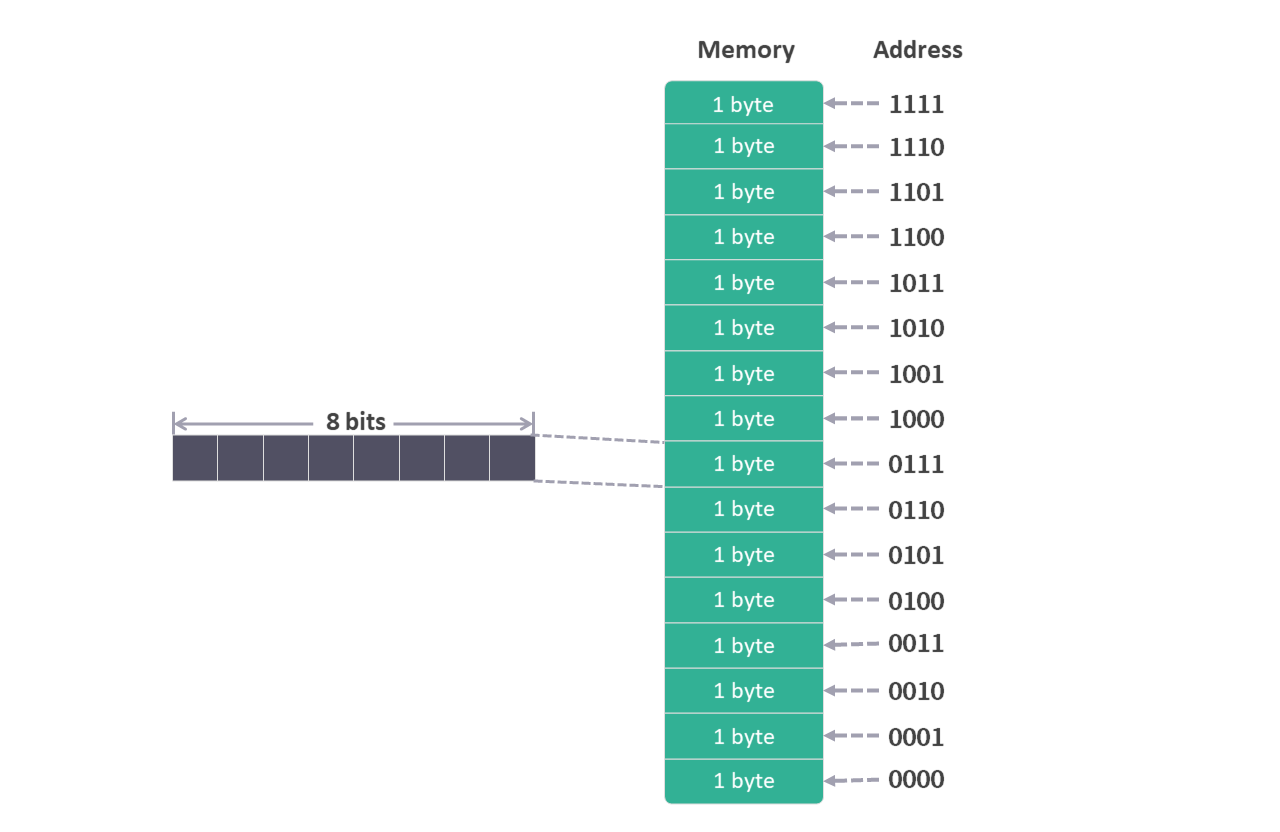 Memory Address
1 byte 1111
1 byte 1110
1 byte 1101
1 byte 1100
1 byte 1011
1 byte 1010
1 byte 1001
1 byte 1000
8 bits
1 byte 0111
1 byte 0110
1 byte 0101
1 byte 0100
1 byte 0011
1 byte 0010
1 byte 0001
1 byte 0000